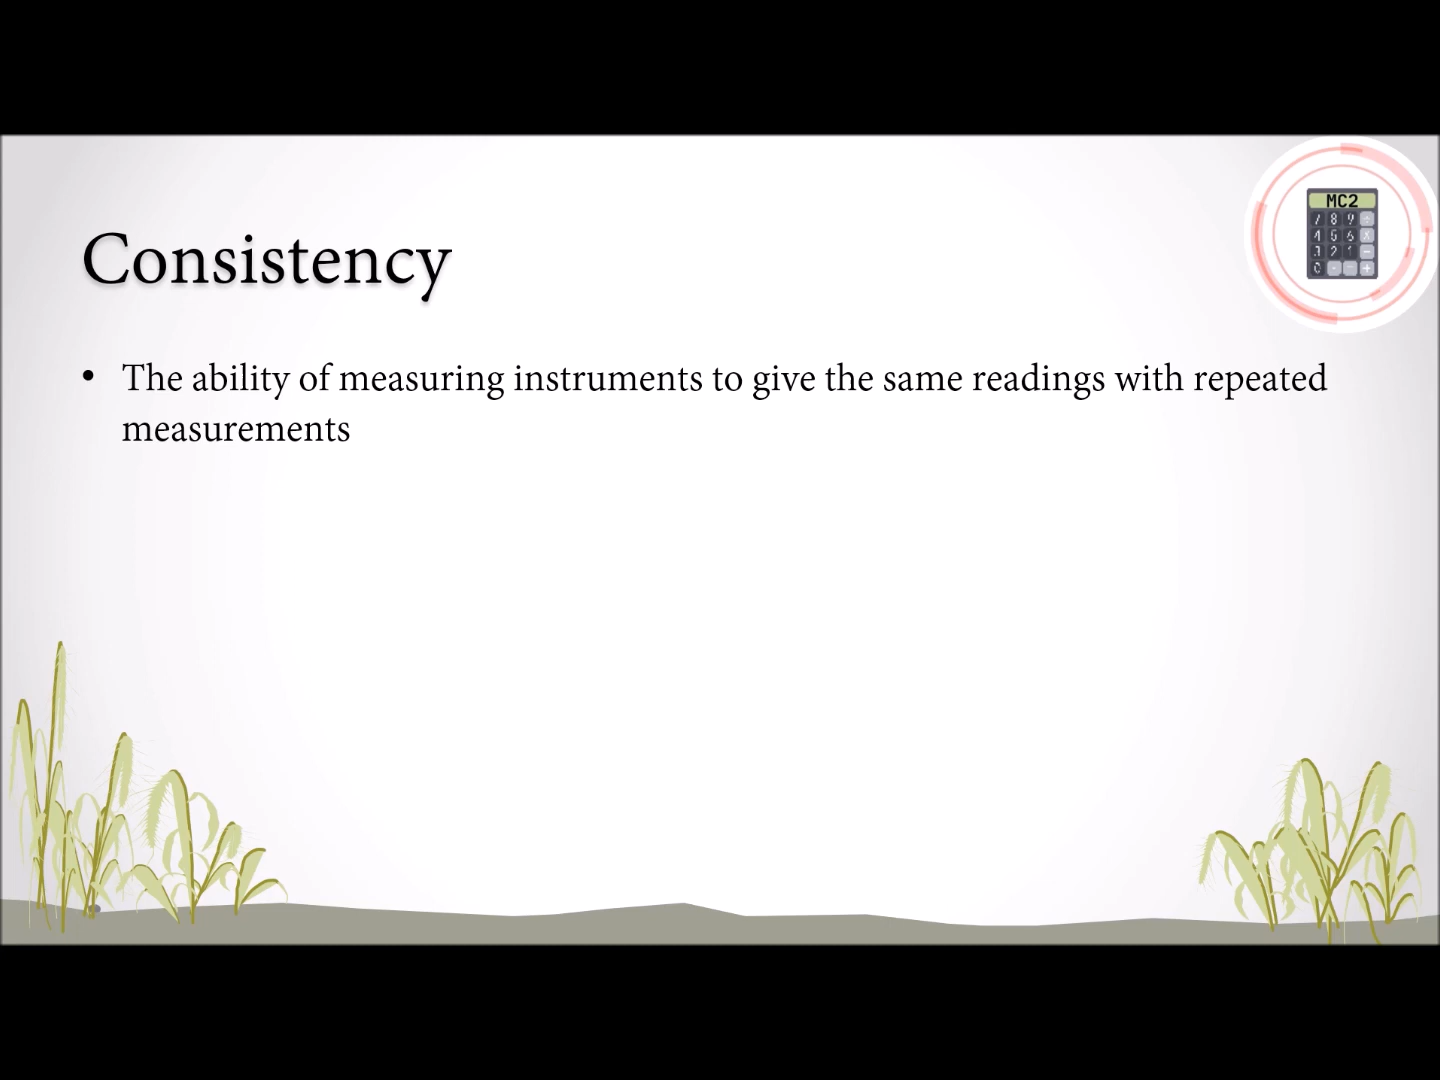 MC2
Consistency
• The ability of measuring instruments to give the same readings with repeated
measurements